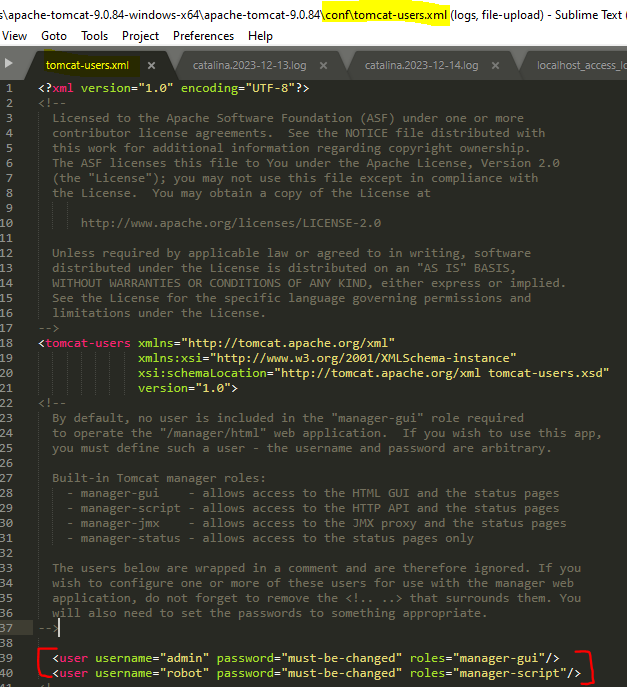 s\apache-tomcat-9.0.84-windows-x64\apache-tomcat-9.0.84\conf\tomcat-users.xml (logs, file-upload) - Sublime Text (
View Goto Tools Project Preferences Help
tomcat-users.xml × catalina.2023-12-13.log × catalina.2023-12-14.log × localhost_access_lo
1 <?xml version="1.0" encoding="UTF-8"?>
2 <!--
3 Licensed to the Apache Software Foundation (ASF) under one or more
4 contributor license agreements. See the NOTICE file distributed with
5 this work for additional information regarding copyright ownership.
6 The ASF licenses this file to You under the Apache License, Version 2.0
7 (the "License"); you may not use this file except in compliance with
8 the License. You may obtain a copy of the License at
9
10 http://www.apache.org/licenses/LICENSE-2.0
11
12 Unless required by applicable law or agreed to in writing, software
13 distributed under the License is distributed on an "AS IS" BASIS,
14 WITHOUT WARRANTIES OR CONDITIONS OF ANY KIND, either express or implied.
15 See the License for the specific language governing permissions and
16 limitations under the License.
17 -->
18 <tomcat-users xmlns="http://tomcat.apache.org/xml"
19 xmlns:xsi="http://www.w3.org/2001/XMLSchema-instance"
20 xsi:schemaLocation="http://tomcat.apache.org/xml tomcat-users.xsd"
21 version="1.0">
22 <!--
23 By default, no user is included in the "manager-gui" role required
24 to operate the "/manager/html" web application. If you wish to use this app,
25 you must define such a user - the username and password are arbitrary.
26
27 Built-in Tomcat manager roles:
28 - manager-gui - allows access to the HTML GUI and the status pages
29 - manager-script - allows access to the HTTP API and the status pages
30 - manager-jmx - allows access to the JMX proxy and the status pages
31 - manager-status - allows access to the status pages only
32
33 The users below are wrapped in a comment and are therefore ignored. If you
34 wish to configure one or more of these users for use with the manager web
35 application, do not forget to remove the <!.. ..> that surrounds them. You
36 will also need to set the passwords to something appropriate.
37 -->
38
39 <user username="admin" password="must-be-changed" roles="manager-gui"/>
40 <user username="robot" password="must-be-changed" roles="manager-script"/>